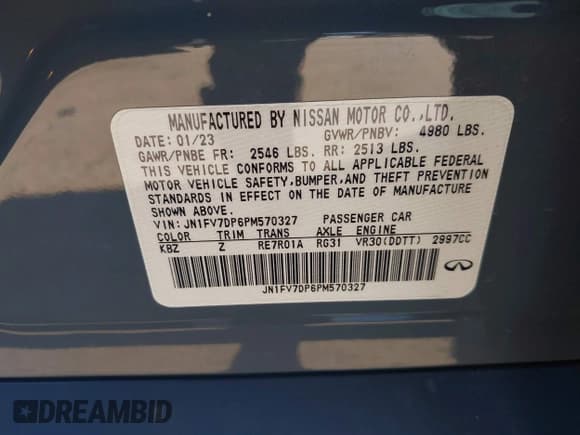 MANUFACTURED BY NISSAN MOTOR CO.,LTD.
DATE: 01/23 GVWR/PNBV: 4980 LBS.
GAWR/PNBE FR: 2546 LBS. RR: 2513 LBS.
THIS VEHICLE CONFORMS TO ALL APPLICABLE FEDERAL
MOTOR VEHICLE SAFETY,BUMPER,AND THEFT PREVENTION
STANDARDS IN EFFECT ON THE DATE OF MANUFACTURE
SHOWN ABOVE.
VIN: JN1FV7DP6PM570327 PASSENGER CAR
COLOR TRIM TRANS AXLE ENGINE
KBZ Z RE7R01A RG31 VR30(DDTT) 2997CC
JN1FV7DP6PM570327
DREAMBID